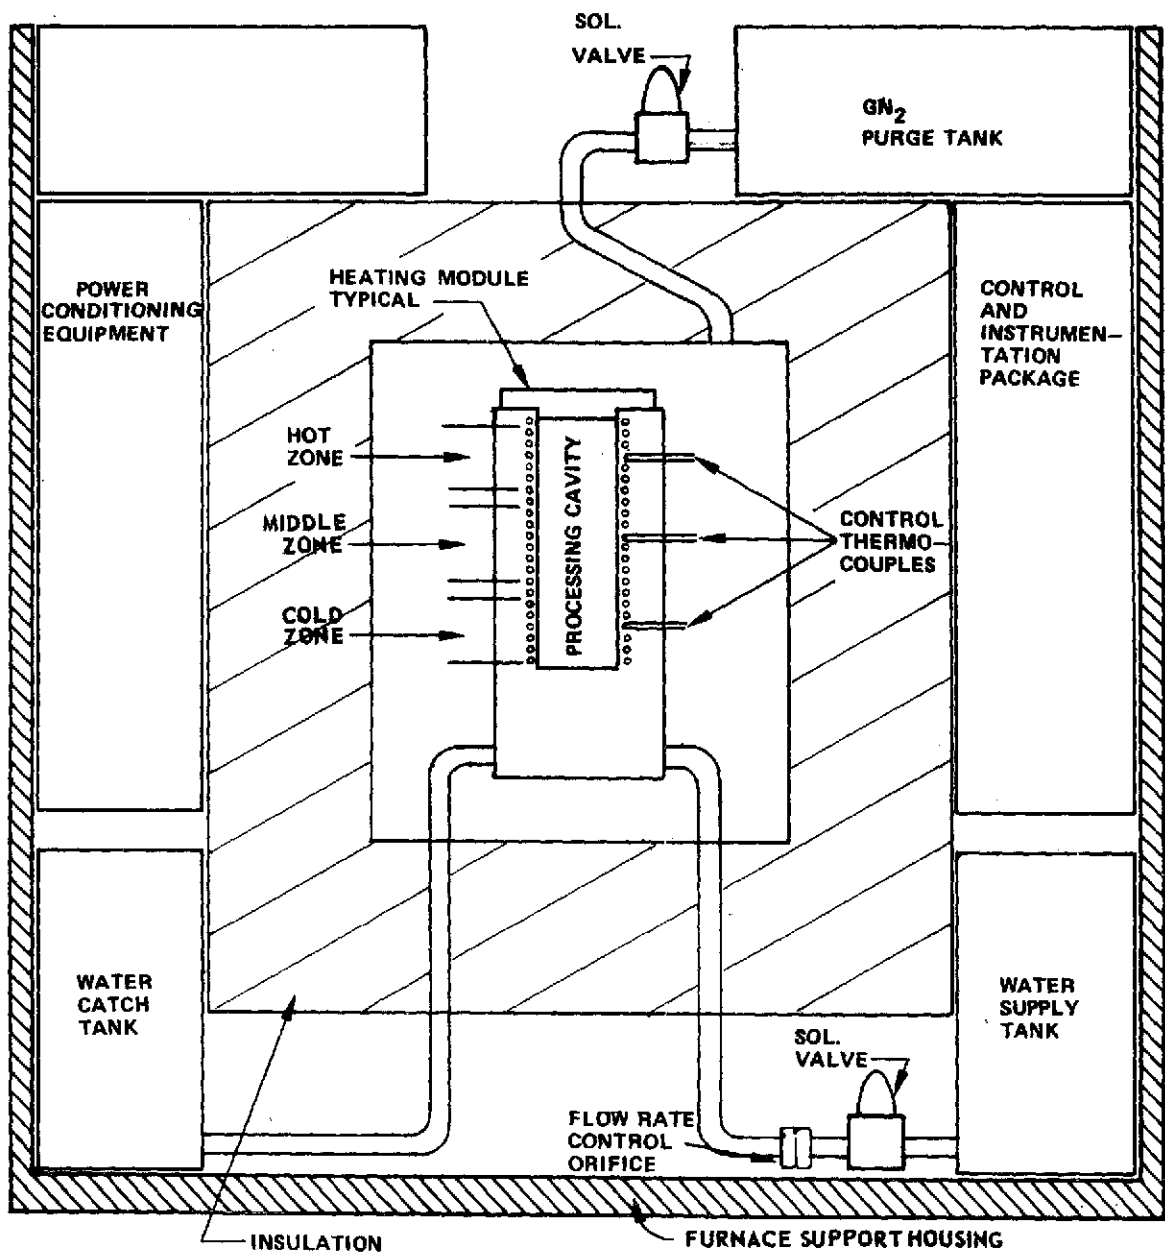 SOL.
VALVE
GN2
PURGE TANK
HEATING MODULE
TYPICAL
POWER
CONDITIONING
EQUIPMENT
CONTROL
AND
INSTRUMEN-
TATION
PACKAGE
HOT
ZONE
MIDDLE
ZONE
COLD
ZONE
PROCESSING CAVITY
CONTROL
THERMO-
COUPLES
WATER
CATCH
TANK
WATER
SUPPLY
TANK
SOL.
VALVE
FLOW RATE
CONTROL
ORIFICE
INSULATION
FURNACE SUPPORT HOUSING